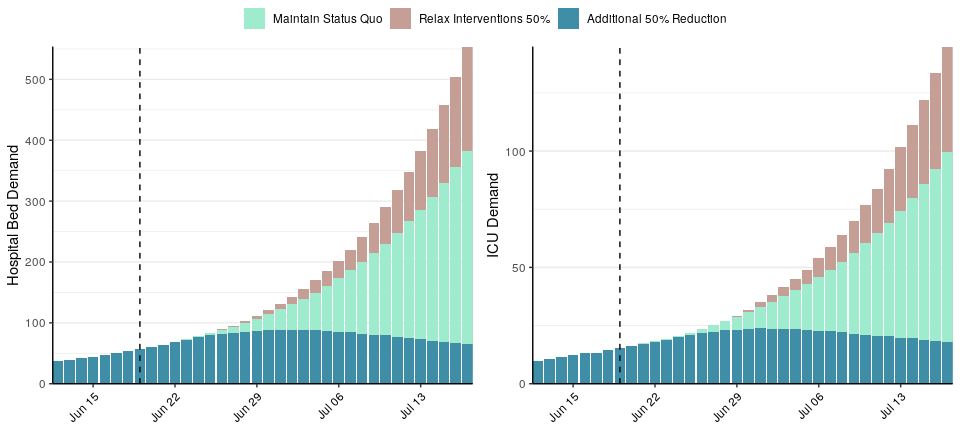 Maintain Status Quo Relax Interventions 50% Additional 50% Reduction
Hospital Bed Demand
500
400
300
200
100
0
Jun 15 Jun 22 Jun 29 Jul 06 Jul 13
ICU Demand
100
50
0
Jun 15 Jun 22 Jun 29 Jul 06 Jul 13